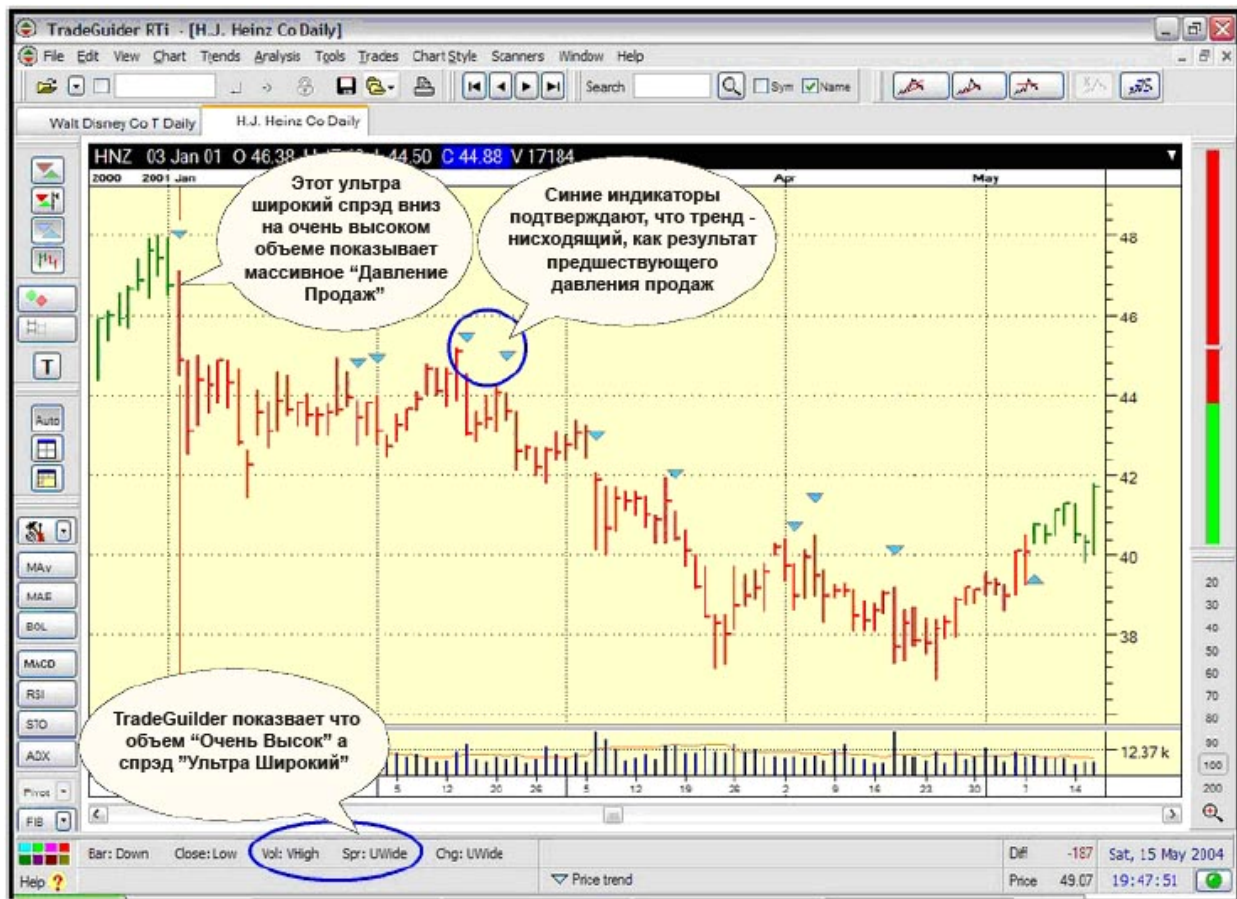 TradeGuider RTi - [H.J. Heinz Co Daily]
File Edit View Chart Trends Analysis Tools Trades Chart Style Scanners Window Help
Search Sym Name
Walt Disney Co T Daily H.J. Heinz Co Daily
HNZ 03 Jan 01 O 46.38 44.50 C 44.88 V 17184
2000 2001 Jan Apr May
Этот ультра
широкий спрэд вниз
на очень высоком
объеме показывает
массивное “Давление
Продаж”
Синие индикаторы
подтверждают, что тренд -
нисходящий, как результат
предшествующего
давления продаж
48
46
44
42
40
38
T
Auto
MAv
MAE
BOL
MACD
RSI
STO
ADX
Pivot
FIB
TradeGuilder показвает что
объем “Очень Высок” а
спрэд ”Ультра Широкий”
12.37 k
5 12 20 26 5 12 19 26 2 9 16 23 30 7 14
20
30
40
50
60
70
80
90
100
200
Bar: Down Close: Low Vol: VHigh Spr: UWide Chg: UWide
Diff -187 Sat, 15 May 2004
Help Price trend Price 49.07 19:47:51